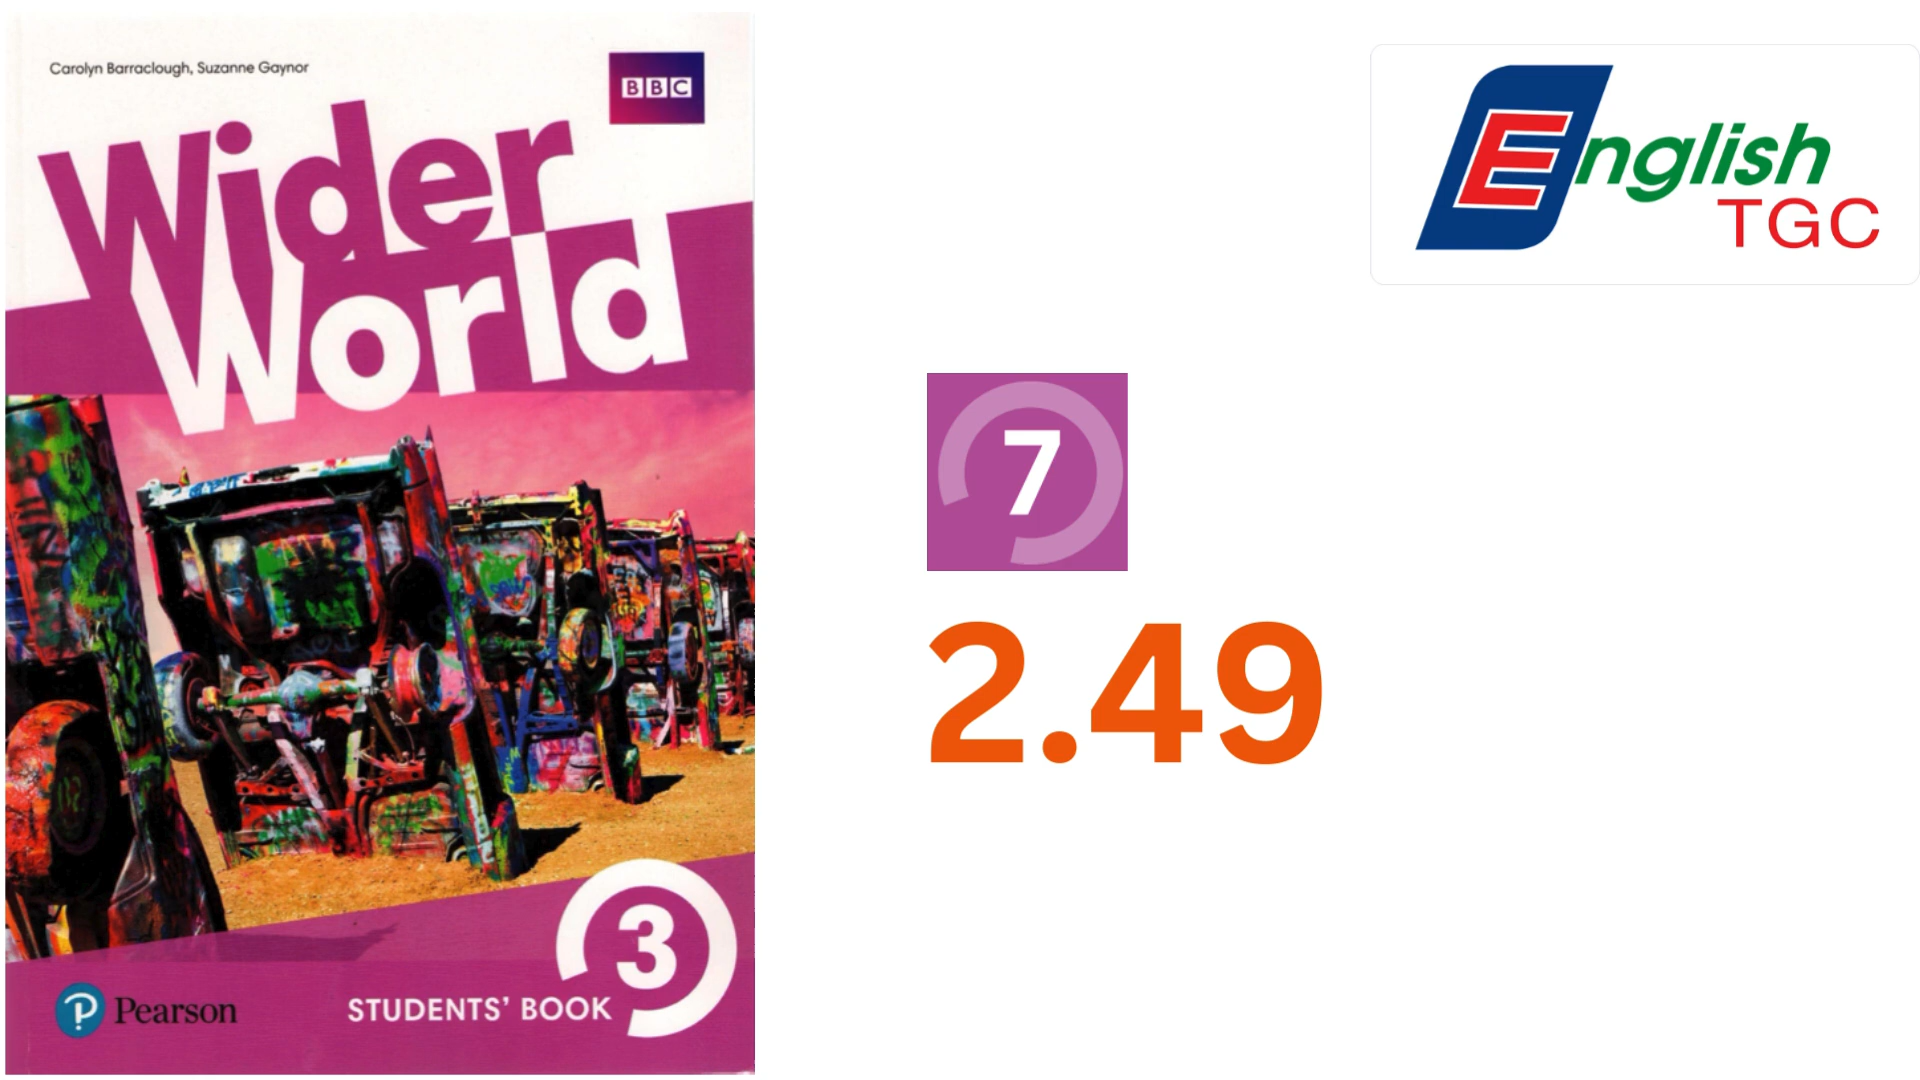 Carolyn Barraclough, Suzanne Gaynor
BBC
Wider
World
3
Pearson
STUDENTS' BOOK
English
TGC
7
2.49